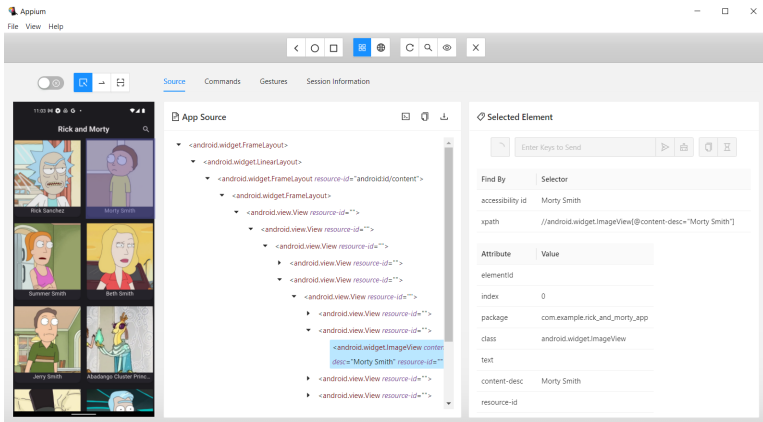 Appium
File View Help
Source Commands Gestures Session Information
11:03
Rick and Morty
Rick Sanchez
Morty Smith
Summer Smith
Beth Smith
Jerry Smith
Abadango Cluster Princ...
App Source
<android.widget.FrameLayout>
<android.widget.LinearLayout>
<android.widget.FrameLayout resource-id="android:id/content">
<android.widget.FrameLayout>
<android.view.View resource-id="">
<android.view.View resource-id="">
<android.view.View resource-id="">
<android.view.View resource-id="">
<android.view.View resource-id="">
<android.view.View resource-id="">
<android.view.View resource-id="">
<android.view.View resource-id="">
<android.widget.ImageView conter
desc="Morty Smith" resource-id=""
<android.view.View resource-id="">
<android.view.View resource-id="">
Selected Element
Enter Keys to Send
Find By Selector
accessibility id Morty Smith
xpath //android.widget.ImageView[@content-desc="Morty Smith"]
Attribute Value
elementId
index 0
package com.example.rick_and_morty_app
class android.widget.ImageView
text
content-desc Morty Smith
resource-id